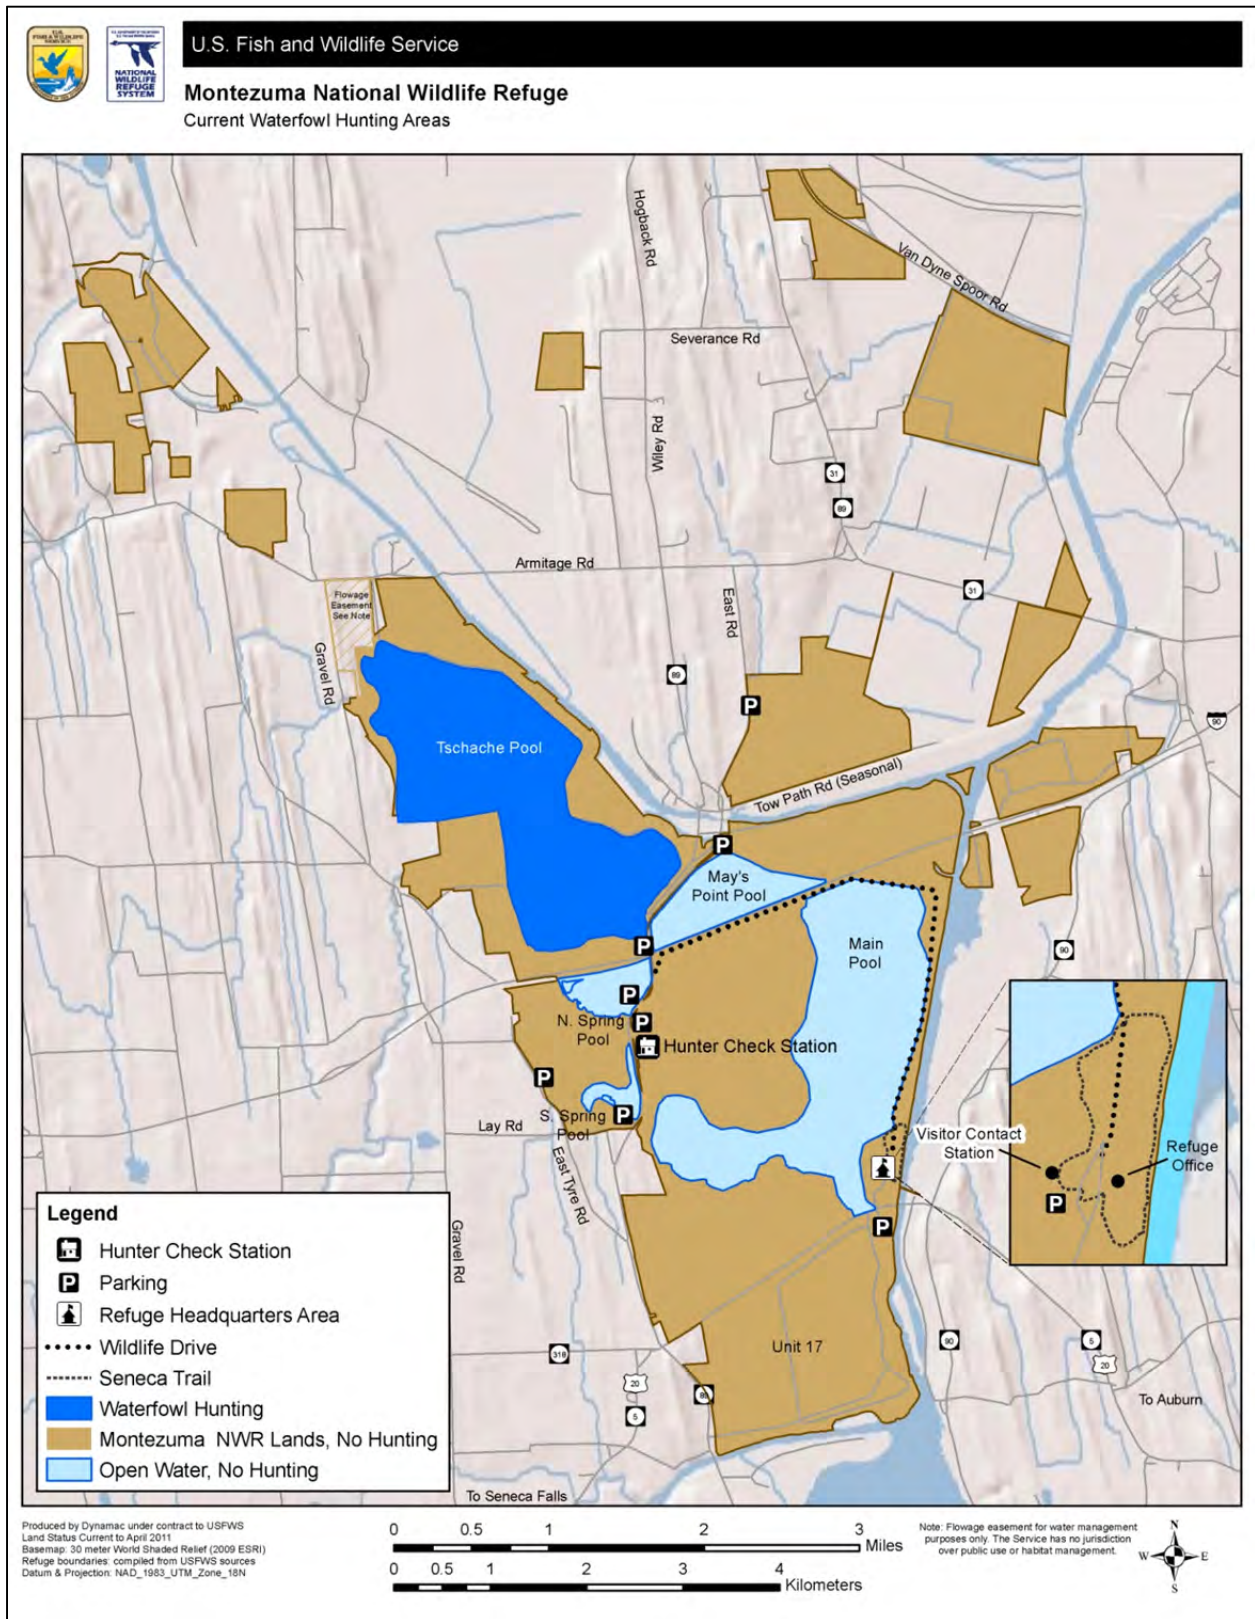 U.S. FISH & WILDLIFE SERVICE
NATIONAL
WILDLIFE
REFUGE
SYSTEM
U.S. Fish and Wildlife Service
Montezuma National Wildlife Refuge
Current Waterfowl Hunting Areas
Hogback Rd
Van Dyne Spoor Rd
Severance Rd
Wiley Rd
31
89
Armitage Rd
Flowage
Easement
See Note
31
East Rd
Gravel Rd
89
P
90
Tschache Pool
Tow Path Rd (Seasonal)
P
May's
Point Pool
Main
Pool
P
90
P
N. Spring
Pool
P
Hunter Check Station
P
S. Spring
Pool
P
Lay Rd
East Tyre Rd
Visitor Contact
Station
Refuge
Office
P
P
Gravel Rd
Unit 17
318
20
5
89
90
5
20
To Auburn
To Seneca Falls
Legend
Hunter Check Station
P Parking
Refuge Headquarters Area
Wildlife Drive
Seneca Trail
Waterfowl Hunting
Montezuma NWR Lands, No Hunting
Open Water, No Hunting
Produced by Dynamac under contract to USFWS
Land Status Current to April 2011
Basemap: 30 meter World Shaded Relief (2009 ESRI)
Refuge boundaries: compiled from USFWS sources
Datum & Projection: NAD_1983_UTM_Zone_18N
0 0.5 1 2 3
Miles
0 0.5 1 2 3 4
Kilometers
Note: Flowage easement for water management
purposes only. The Service has no jurisdiction
over public use or habitat management.
N
W E
S